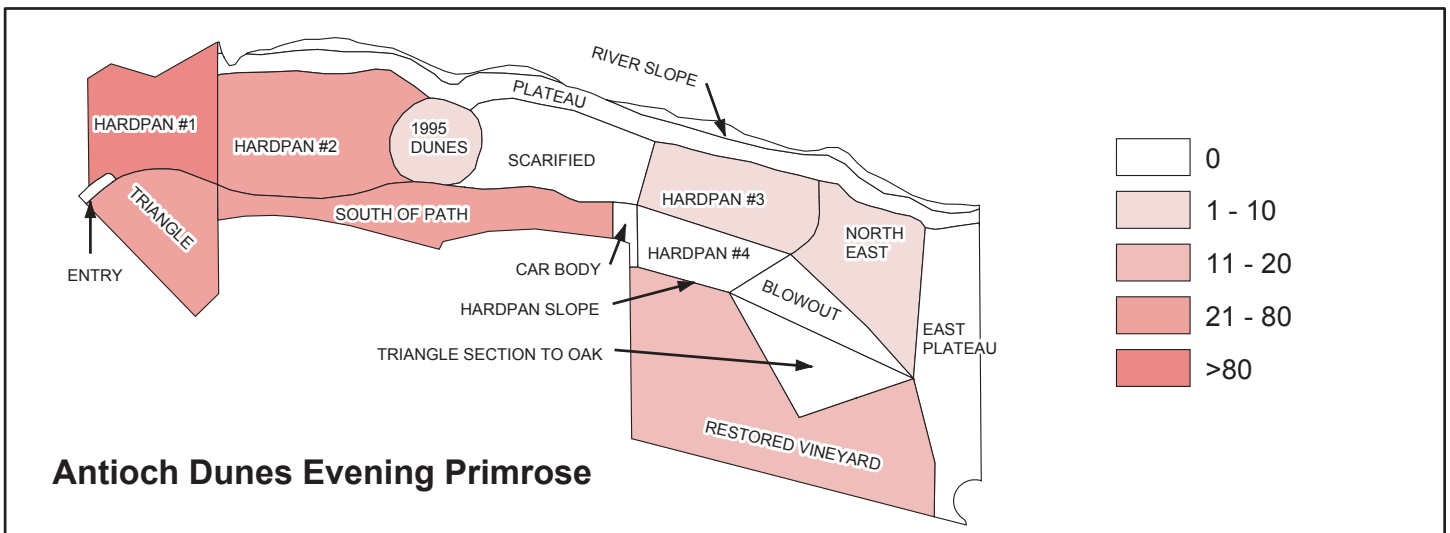 RIVER SLOPE
PLATEAU
HARDPAN #1
1995
DUNES
HARDPAN #2
SCARIFIED
0
1 - 10
11 - 20
21 - 80
>80
TRIANGLE
HARDPAN #3
SOUTH OF PATH
NORTH
EAST
HARDPAN #4
ENTRY
CAR BODY
BLOWOUT
HARDPAN SLOPE
EAST
PLATEAU
TRIANGLE SECTION TO OAK
RESTORED VINEYARD
Antioch Dunes Evening Primrose